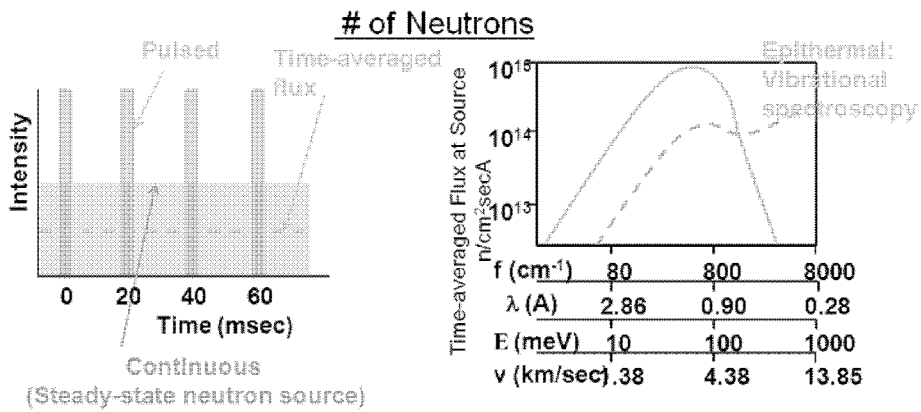 # of Neutrons
Pulsed
Time-averaged
flux
Intensity
0 20 40 60
Time (msec)
Continuous
(Steady-state neutron source)
Epithermal:
Vibrational
spectroscopy
Time-averaged Flux at Source
n/cm²secA
10¹⁵
10¹⁴
10¹³
f (cm⁻¹) 80 800 8000
λ (A) 2.86 0.90 0.28
E (meV) 10 100 1000
v (km/sec) 1.38 4.38 13.85